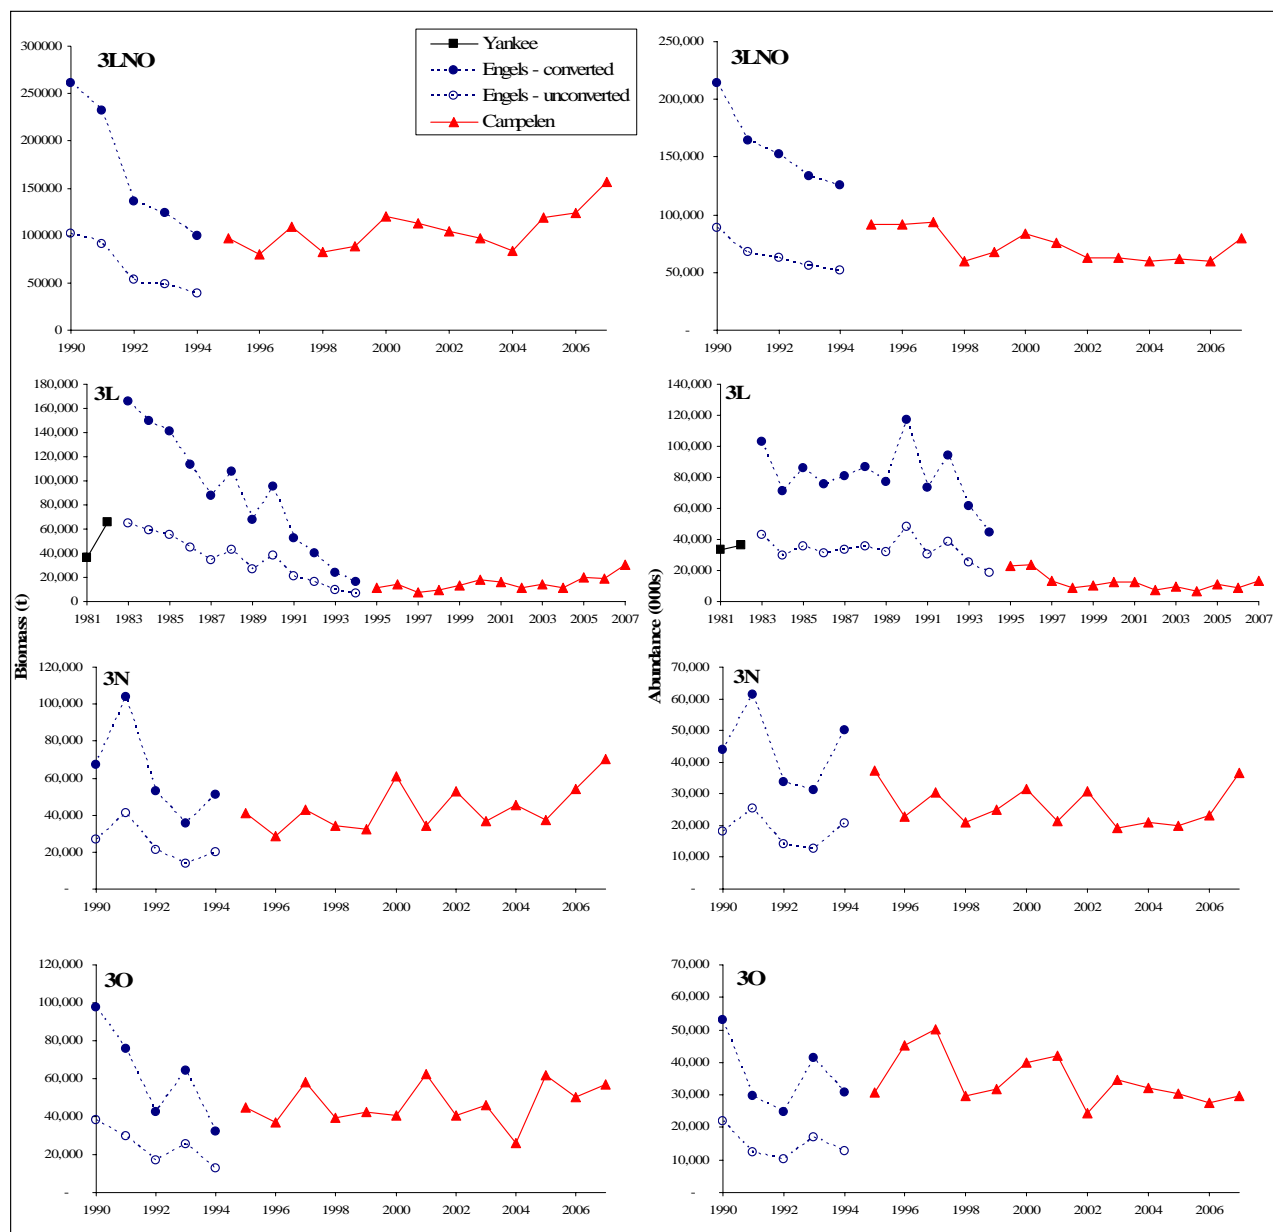 3LNO
300000
250000
200000
150000
100000
50000
0
1990 1992 1994 1996 1998 2000 2002 2004 2006
Yankee
Engels - converted
Engels - unconverted
Campelen
3LNO
250,000
200,000
150,000
100,000
50,000
-
1990 1992 1994 1996 1998 2000 2002 2004 2006
3L
180,000
160,000
140,000
120,000
100,000
80,000
60,000
40,000
20,000
0
1981 1983 1985 1987 1989 1991 1993 1995 1997 1999 2001 2003 2005 2007
3L
140,000
120,000
100,000
80,000
60,000
40,000
20,000
0
1981 1983 1985 1987 1989 1991 1993 1995 1997 1999 2001 2003 2005 2007
Biomass (t)
Abundance (000s)
3N
120,000
100,000
80,000
60,000
40,000
20,000
-
1990 1992 1994 1996 1998 2000 2002 2004 2006
3N
70,000
60,000
50,000
40,000
30,000
20,000
10,000
-
1990 1992 1994 1996 1998 2000 2002 2004 2006
3O
120,000
100,000
80,000
60,000
40,000
20,000
-
1990 1992 1994 1996 1998 2000 2002 2004 2006
3O
70,000
60,000
50,000
40,000
30,000
20,000
10,000
-
1990 1992 1994 1996 1998 2000 2002 2004 2006